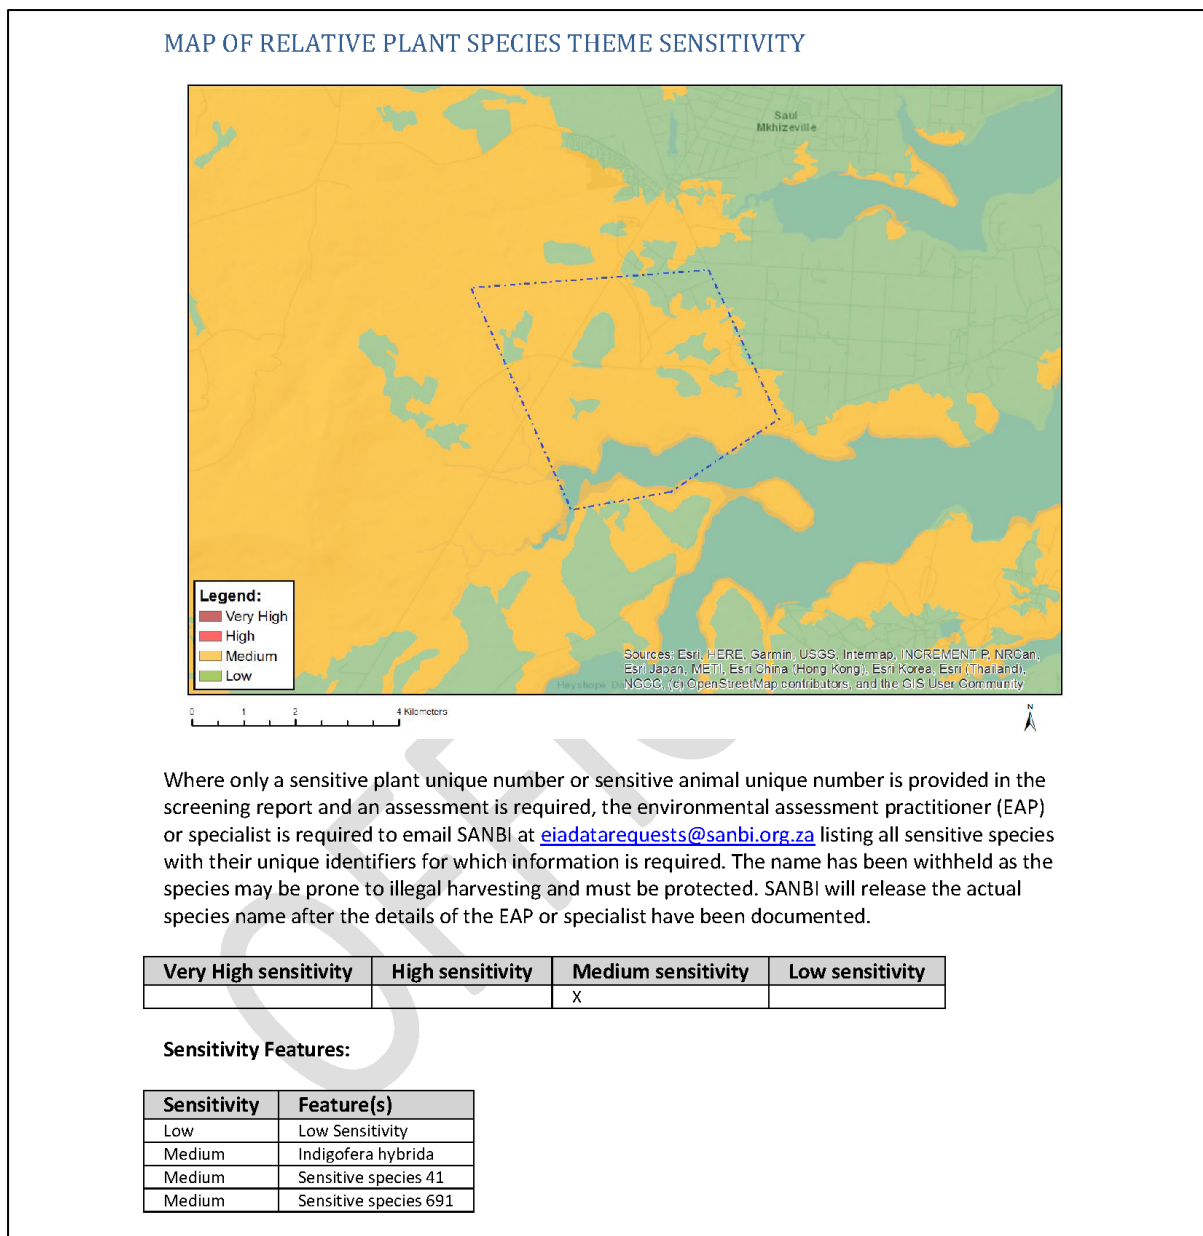 MAP OF RELATIVE PLANT SPECIES THEME SENSITIVITY
Saul
Mkhizeville
Legend:
Very High
High
Medium
Low
Sources: Esri, HERE, Garmin, USGS, Intermap, INCREMENT P, NRCan,
Esri Japan, METI, Esri China (Hong Kong), Esri Korea, Esri (Thailand),
Heyshope Da NGCC, (c) OpenStreetMap contributors, and the GIS User Community
0 1 2 4 Kilometers
N
Where only a sensitive plant unique number or sensitive animal unique number is provided in the
screening report and an assessment is required, the environmental assessment practitioner (EAP)
or specialist is required to email SANBI at eiadatarequests@sanbi.org.za listing all sensitive species
with their unique identifiers for which information is required. The name has been withheld as the
species may be prone to illegal harvesting and must be protected. SANBI will release the actual
species name after the details of the EAP or specialist have been documented.
Very High sensitivity High sensitivity Medium sensitivity Low sensitivity
X
Sensitivity Features:
Sensitivity Feature(s)
Low Low Sensitivity
Medium Indigofera hybrida
Medium Sensitive species 41
Medium Sensitive species 691
OFFIC